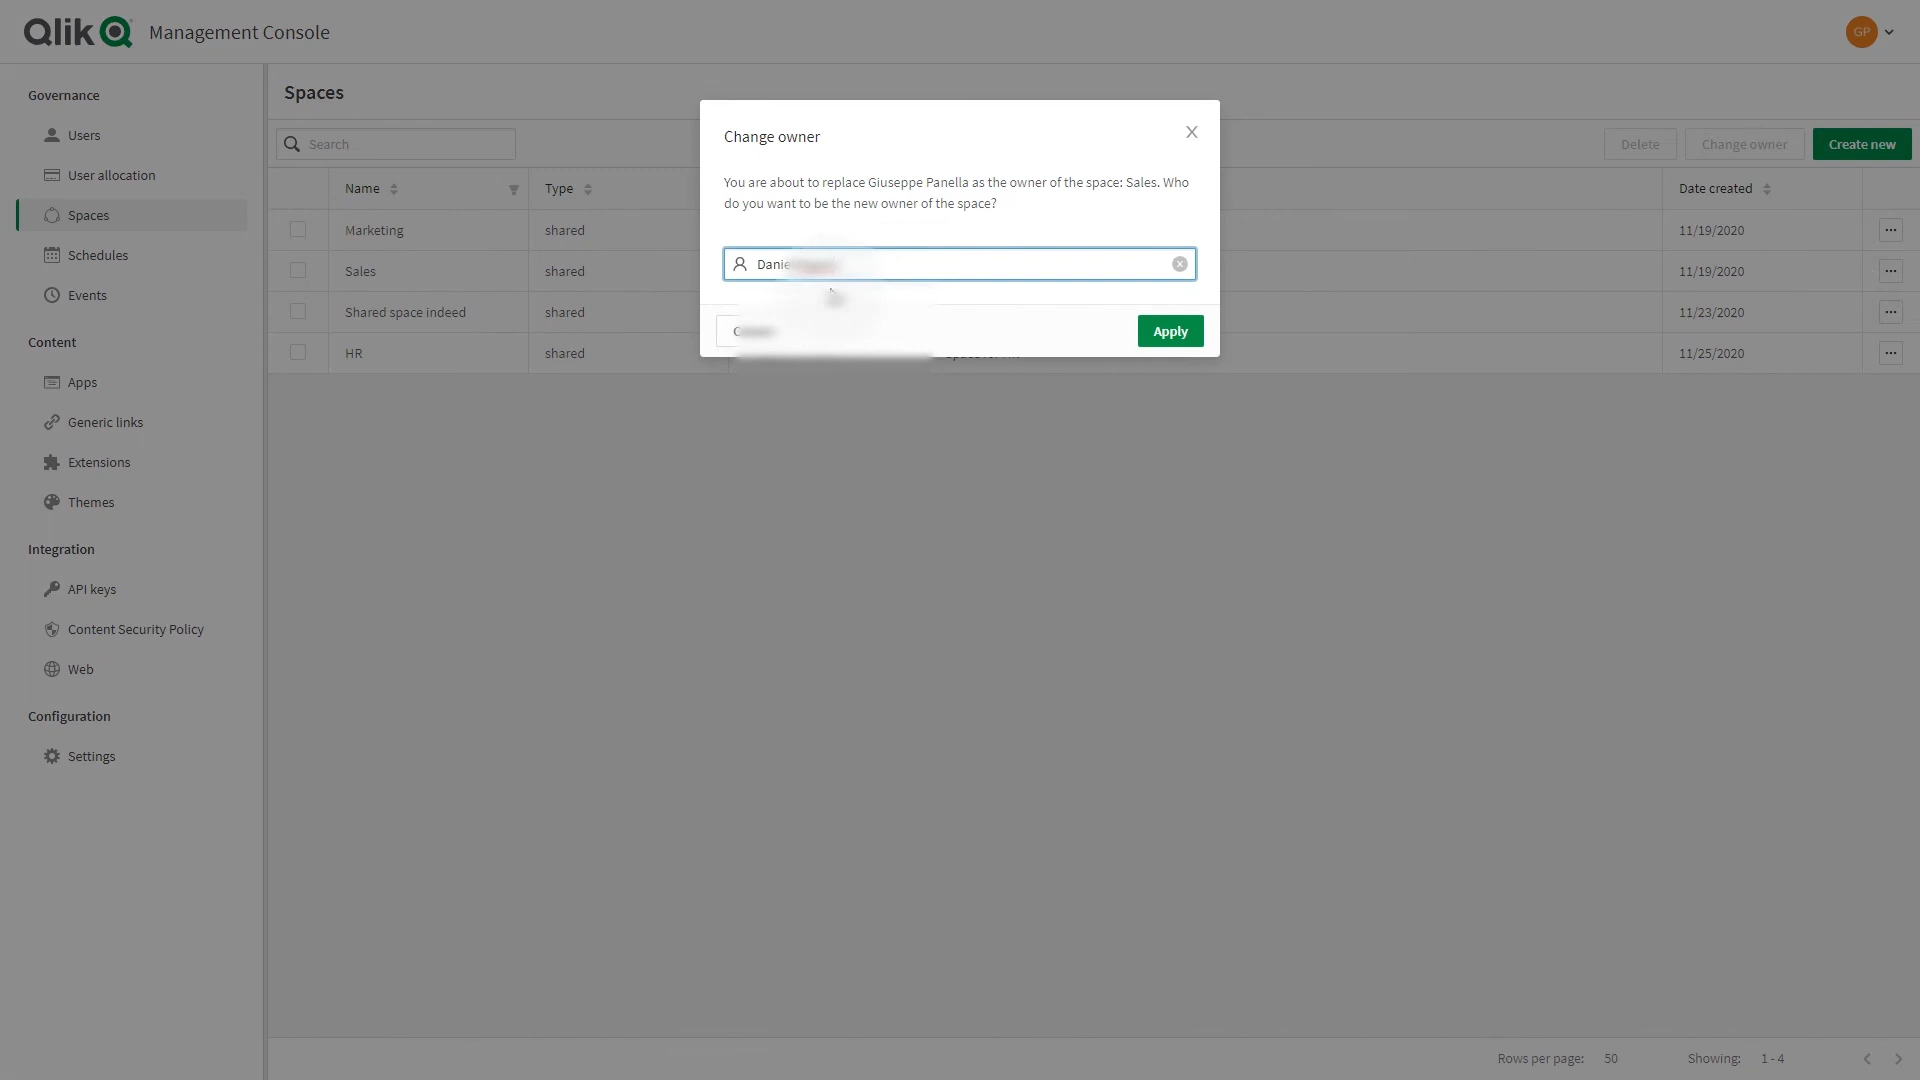 Qlik Management Console
GP
Governance
Users
User allocation
Spaces
Schedules
Events
Content
Apps
Generic links
Extensions
Themes
Integration
API keys
Content Security Policy
Web
Configuration
Settings
Spaces
Search
Delete
Change owner
Create new
Name
Type
Date created
Marketing shared 11/19/2020
Sales shared 11/19/2020
Shared space indeed shared 11/23/2020
HR shared 11/25/2020
Change owner
You are about to replace Giuseppe Panella as the owner of the space: Sales. Who
do you want to be the new owner of the space?
Apply
Rows per page: 50 Showing: 1 - 4